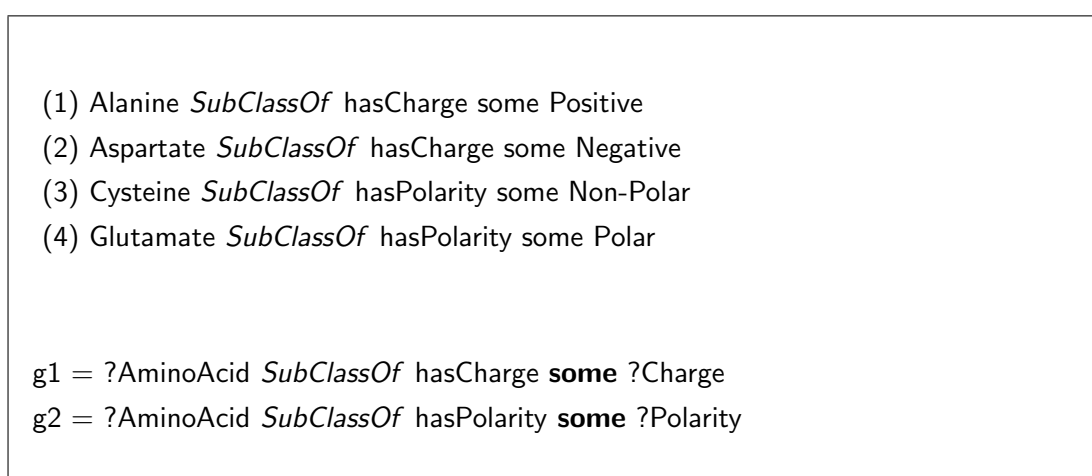 (1) Alanine SubClassOf hasCharge some Positive
(2) Aspartate SubClassOf hasCharge some Negative
(3) Cysteine SubClassOf hasPolarity some Non-Polar
(4) Glutamate SubClassOf hasPolarity some Polar
g1 = ?AminoAcid SubClassOf hasCharge some ?Charge
g2 = ?AminoAcid SubClassOf hasPolarity some ?Polarity